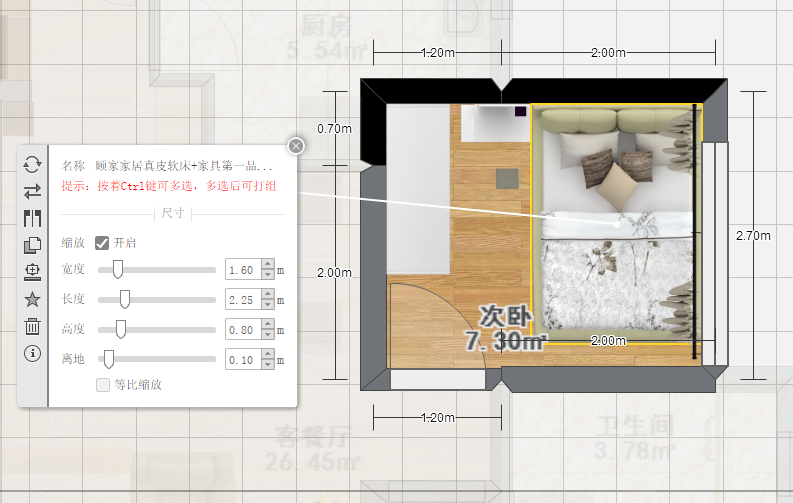 厨房
5.54㎡
1.20m
2.00m
0.70m
名称 顾家家居真皮软床+家具第一品...
提示：按着Ctrl键可多选，多选后可打组
尺寸
缩放 开启
宽度 1.60 m
长度 2.25 m
高度 0.80 m
离地 0.10 m
等比缩放
2.70m
2.00m
次卧
7.30㎡
2.00m
1.20m
客餐厅
26.45㎡
卫生间
3.78㎡